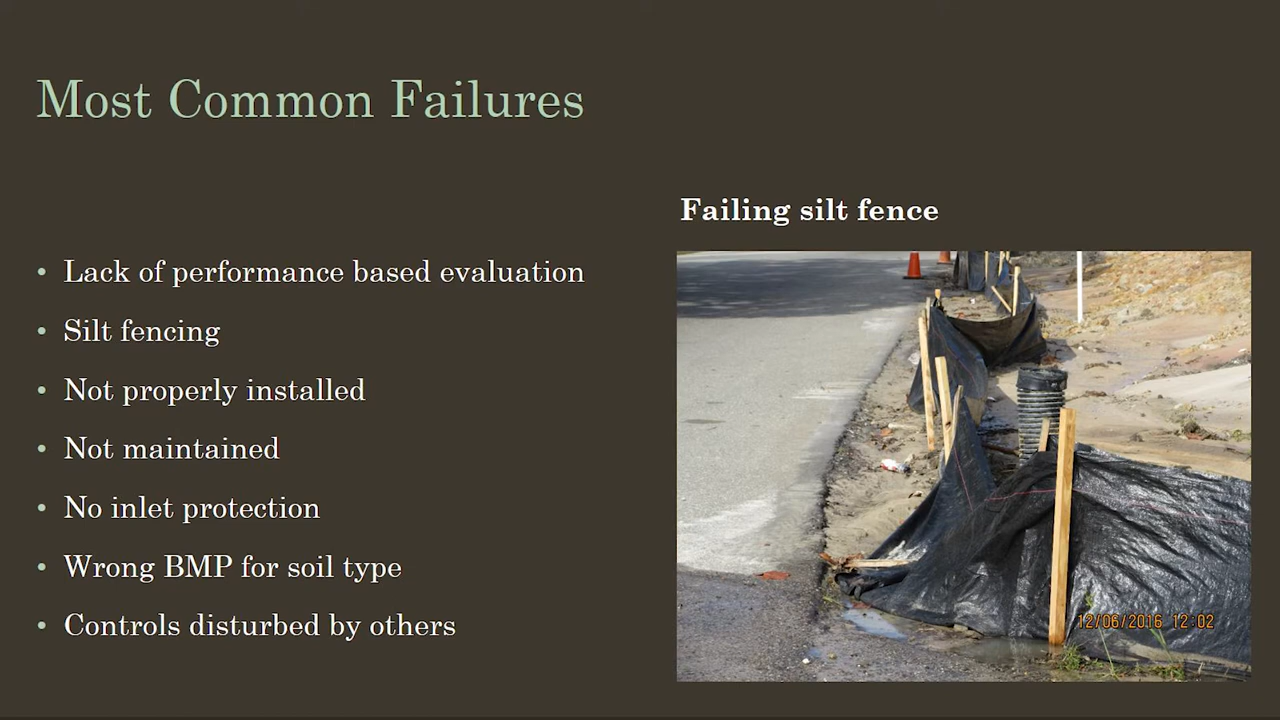 Most Common Failures
Failing silt fence
• Lack of performance based evaluation
• Silt fencing
• Not properly installed
• Not maintained
• No inlet protection
• Wrong BMP for soil type
• Controls disturbed by others
12/06/2016 12:02